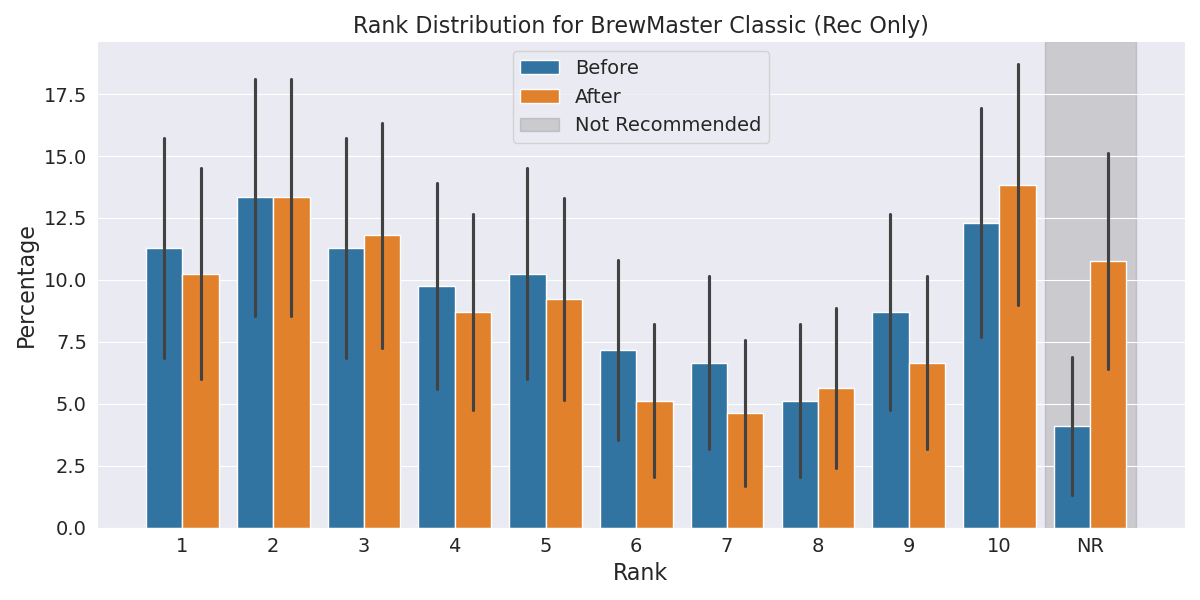 Rank Distribution for BrewMaster Classic (Rec Only)
Before
After
Not Recommended
Percentage
17.5
15.0
12.5
10.0
7.5
5.0
2.5
0.0
1 2 3 4 5 6 7 8 9 10 NR
Rank